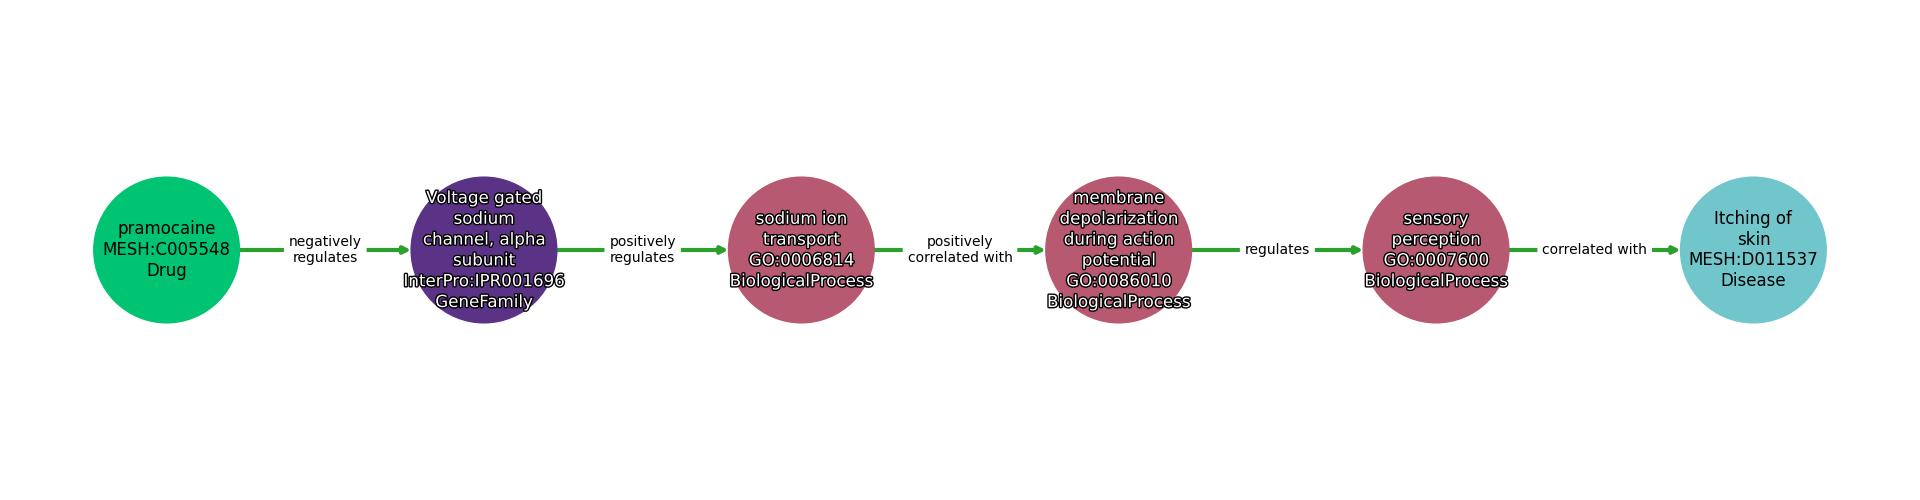 pramocaine
MESH:C005548
Drug
negatively
regulates
Voltage gated
sodium
channel, alpha
subunit
InterPro:IPR001696
GeneFamily
positively
regulates
sodium ion
transport
GO:0006814
BiologicalProcess
positively
correlated with
membrane
depolarization
during action
potential
GO:0086010
BiologicalProcess
regulates
sensory
perception
GO:0007600
BiologicalProcess
correlated with
Itching of
skin
MESH:D011537
Disease